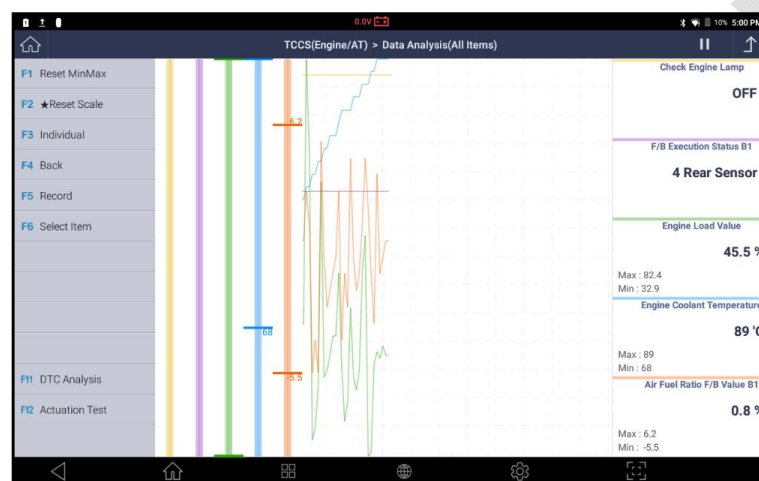 0.0V
10% 5:00 PM
TCCS(Engine/AT) > Data Analysis(All Items)
F1 Reset MinMax
F2 ★Reset Scale
F3 Individual
F4 Back
F5 Record
F6 Select Item
F11 DTC Analysis
F12 Actuation Test
6.2
68
-5.5
Check Engine Lamp
OFF
F/B Execution Status B1
4 Rear Sensor
Engine Load Value
45.5 %
Max : 82.4
Min : 32.9
Engine Coolant Temperature
89 'C
Max : 89
Min : 68
Air Fuel Ratio F/B Value B1
0.8 %
Max : 6.2
Min : -5.5